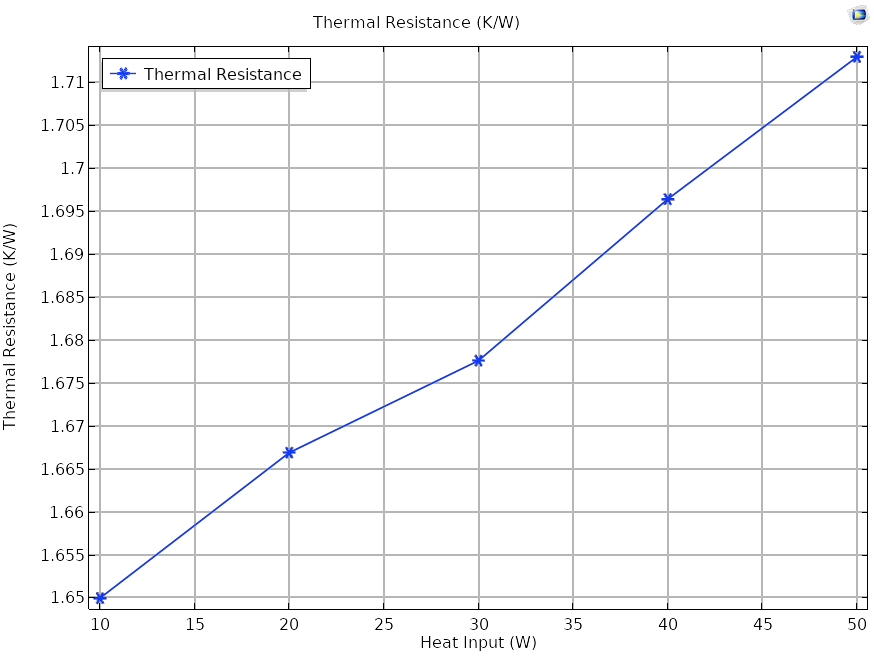 Thermal Resistance (K/W)
Thermal Resistance
Thermal Resistance (K/W)
1.71
1.705
1.7
1.695
1.69
1.685
1.68
1.675
1.67
1.665
1.66
1.655
1.65
10 15 20 25 30 35 40 45 50
Heat Input (W)